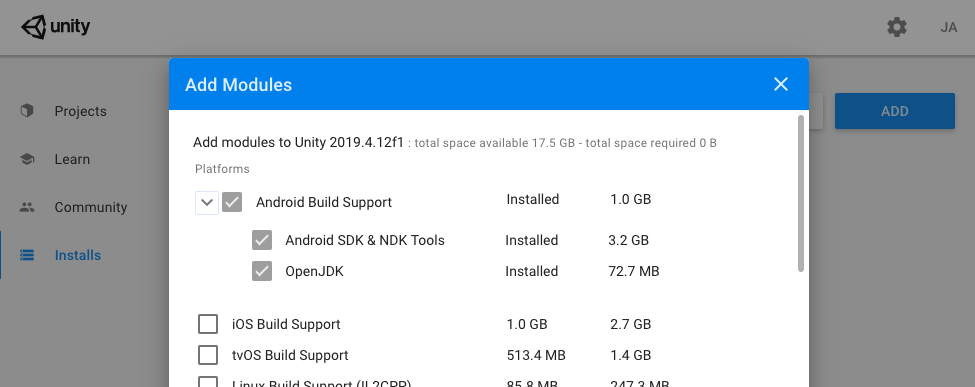 unity
JA
Add Modules
Projects
ADD
Learn
Community
Installs
Add modules to Unity 2019.4.12f1 : total space available 17.5 GB - total space required 0 B
Platforms
Android Build Support Installed 1.0 GB
Android SDK & NDK Tools Installed 3.2 GB
OpenJDK Installed 72.7 MB
iOS Build Support 1.0 GB 2.7 GB
tvOS Build Support 513.4 MB 1.4 GB
Linux Build Support (IL2CPP) 85.8 MB 247.3 MB